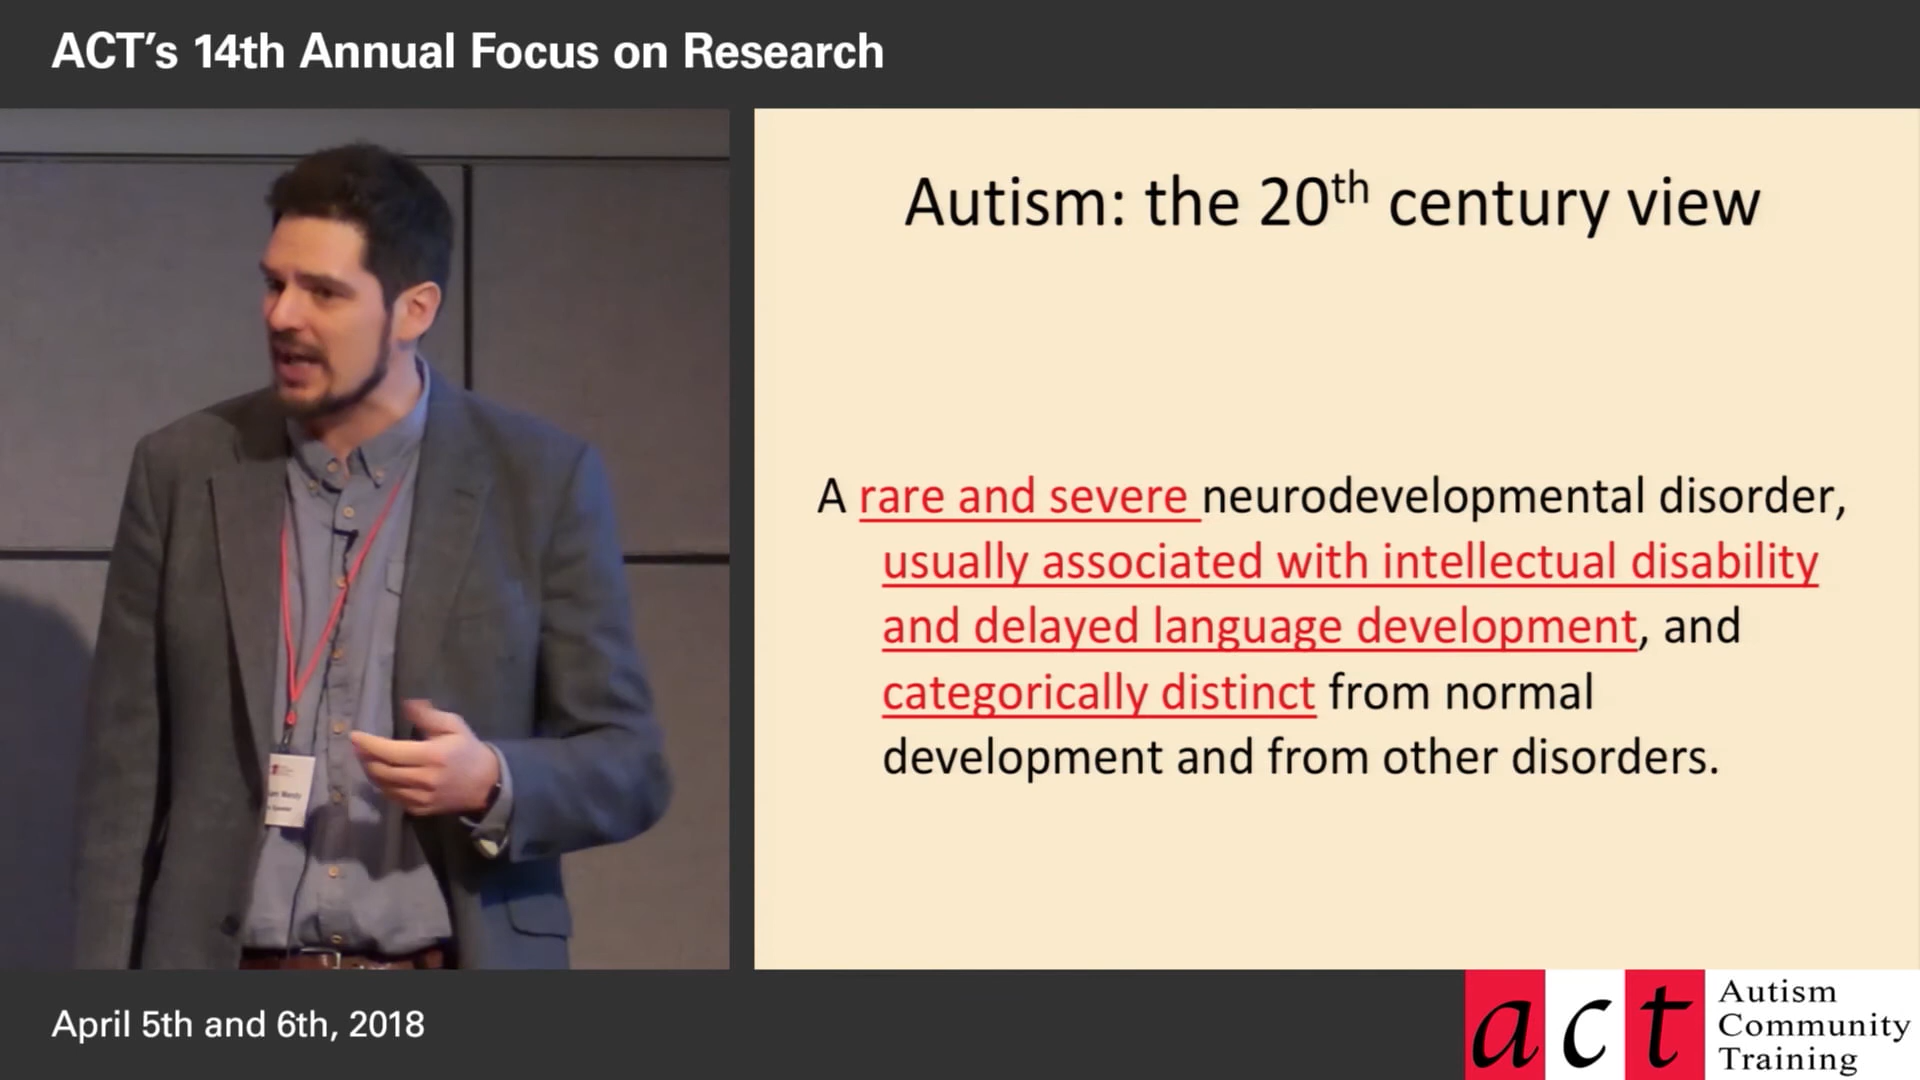 ACT's 14th Annual Focus on Research
Autism: the 20th century view
A rare and severe neurodevelopmental disorder,
usually associated with intellectual disability
and delayed language development, and
categorically distinct from normal
development and from other disorders.
April 5th and 6th, 2018
act
Autism
Community
Training